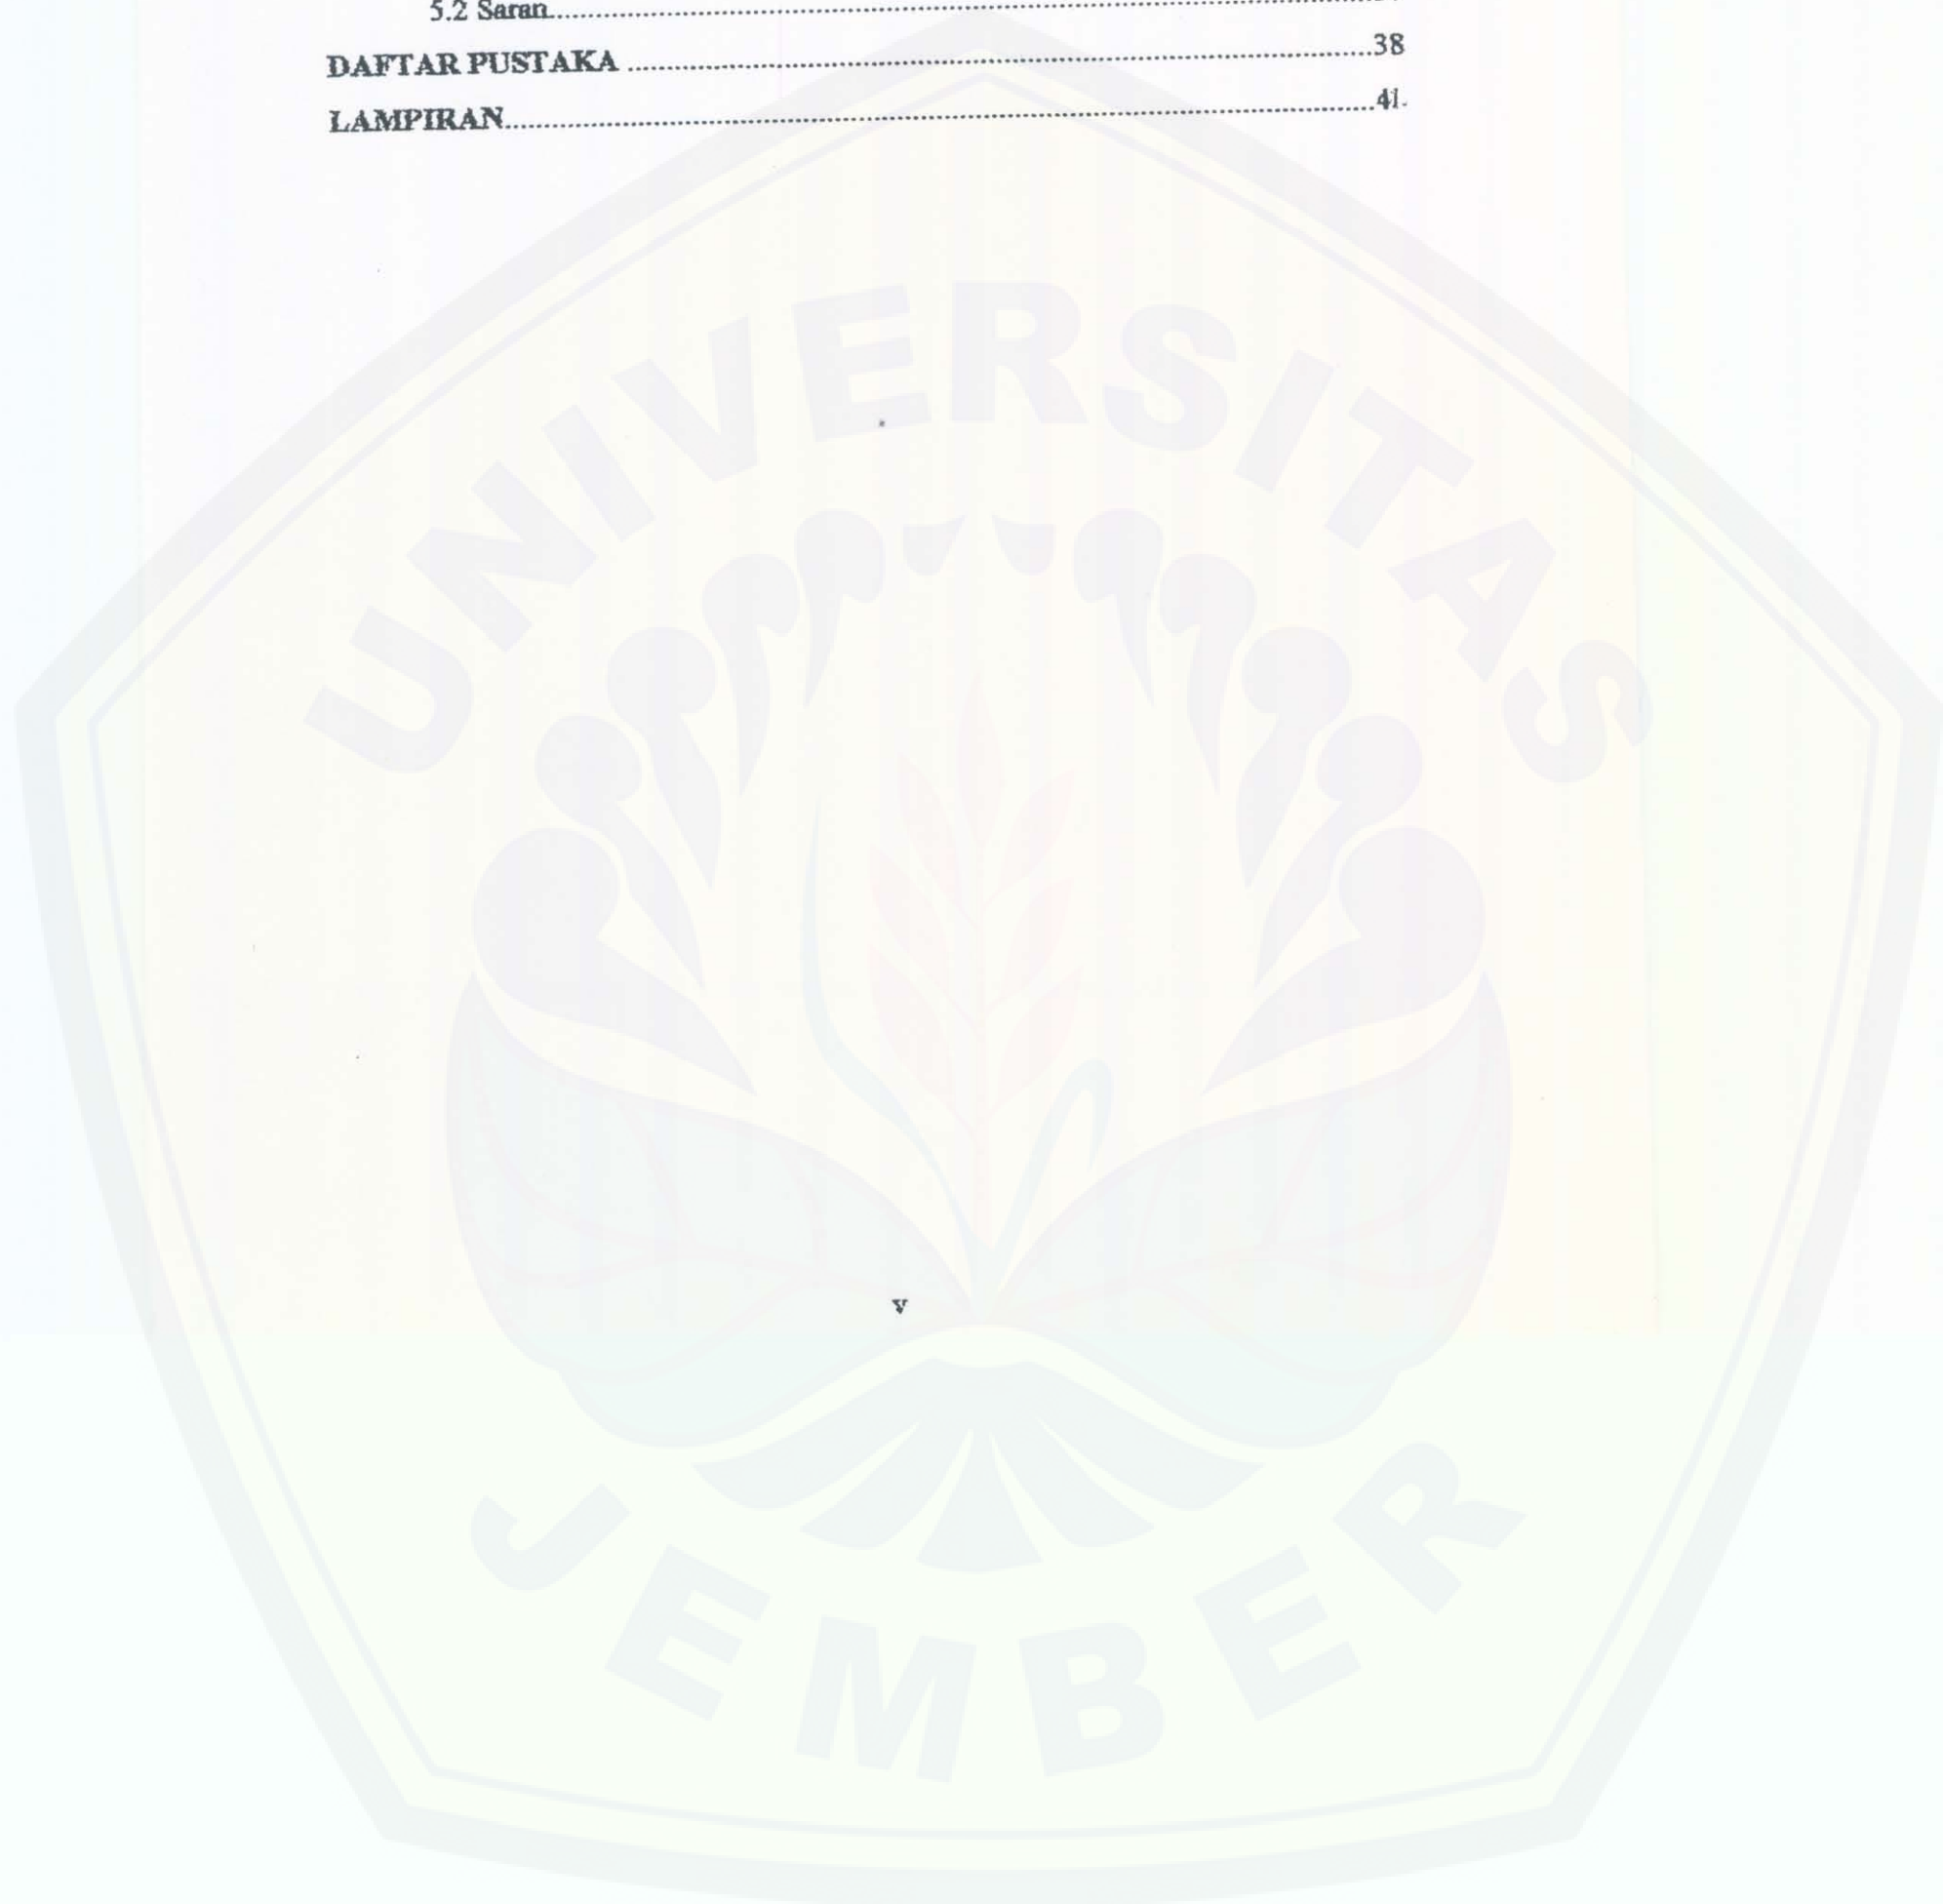 5.2 Saran..........
DAFTAR PUSTAKA ..........38
LAMPIRAN..........41
UNIVERSITAS
JEMBER
v